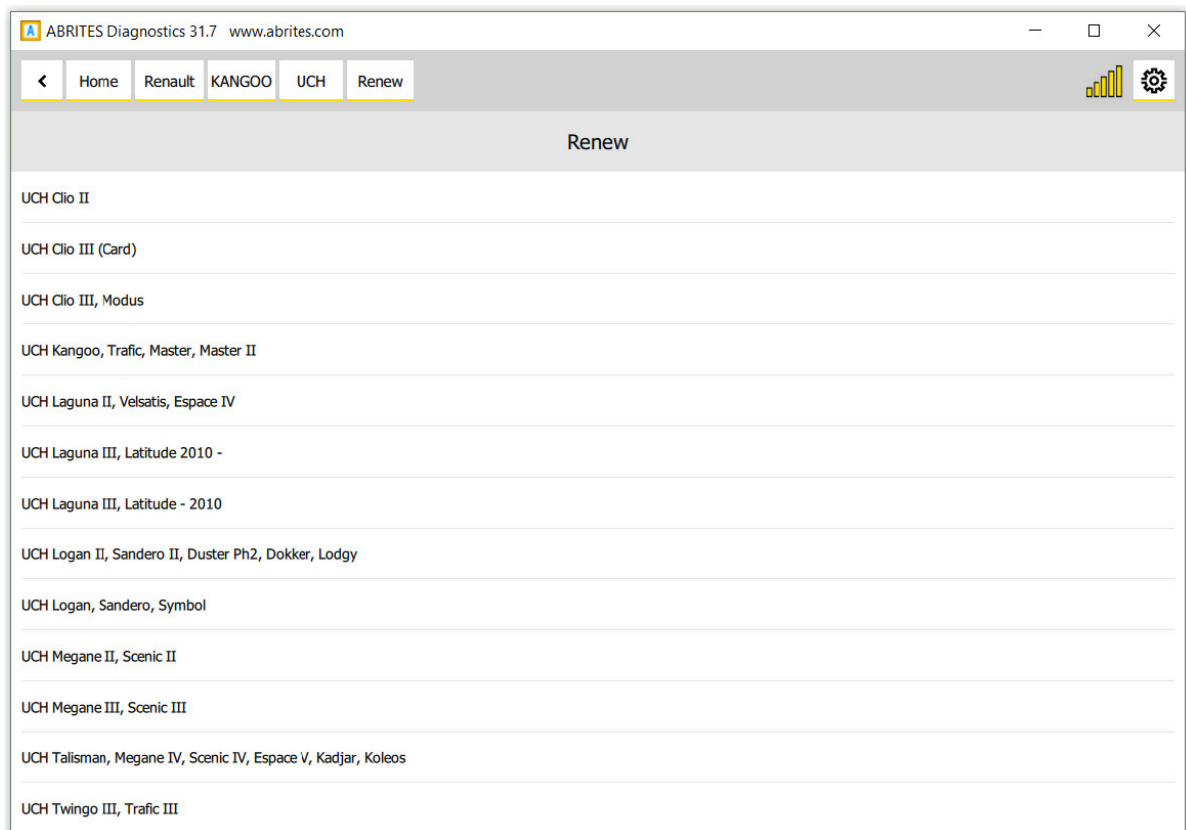 ABRITES Diagnostics 31.7 www.abrites.com
Home Renault KANGOO UCH Renew
Renew
UCH Clio II
UCH Clio III (Card)
UCH Clio III, Modus
UCH Kangoo, Trafic, Master, Master II
UCH Laguna II, Velsatis, Espace IV
UCH Laguna III, Latitude 2010 -
UCH Laguna III, Latitude - 2010
UCH Logan II, Sandero II, Duster Ph2, Dokker, Lodgy
UCH Logan, Sandero, Symbol
UCH Megane II, Scenic II
UCH Megane III, Scenic III
UCH Talisman, Megane IV, Scenic IV, Espace V, Kadjar, Koleos
UCH Twingo III, Trafic III